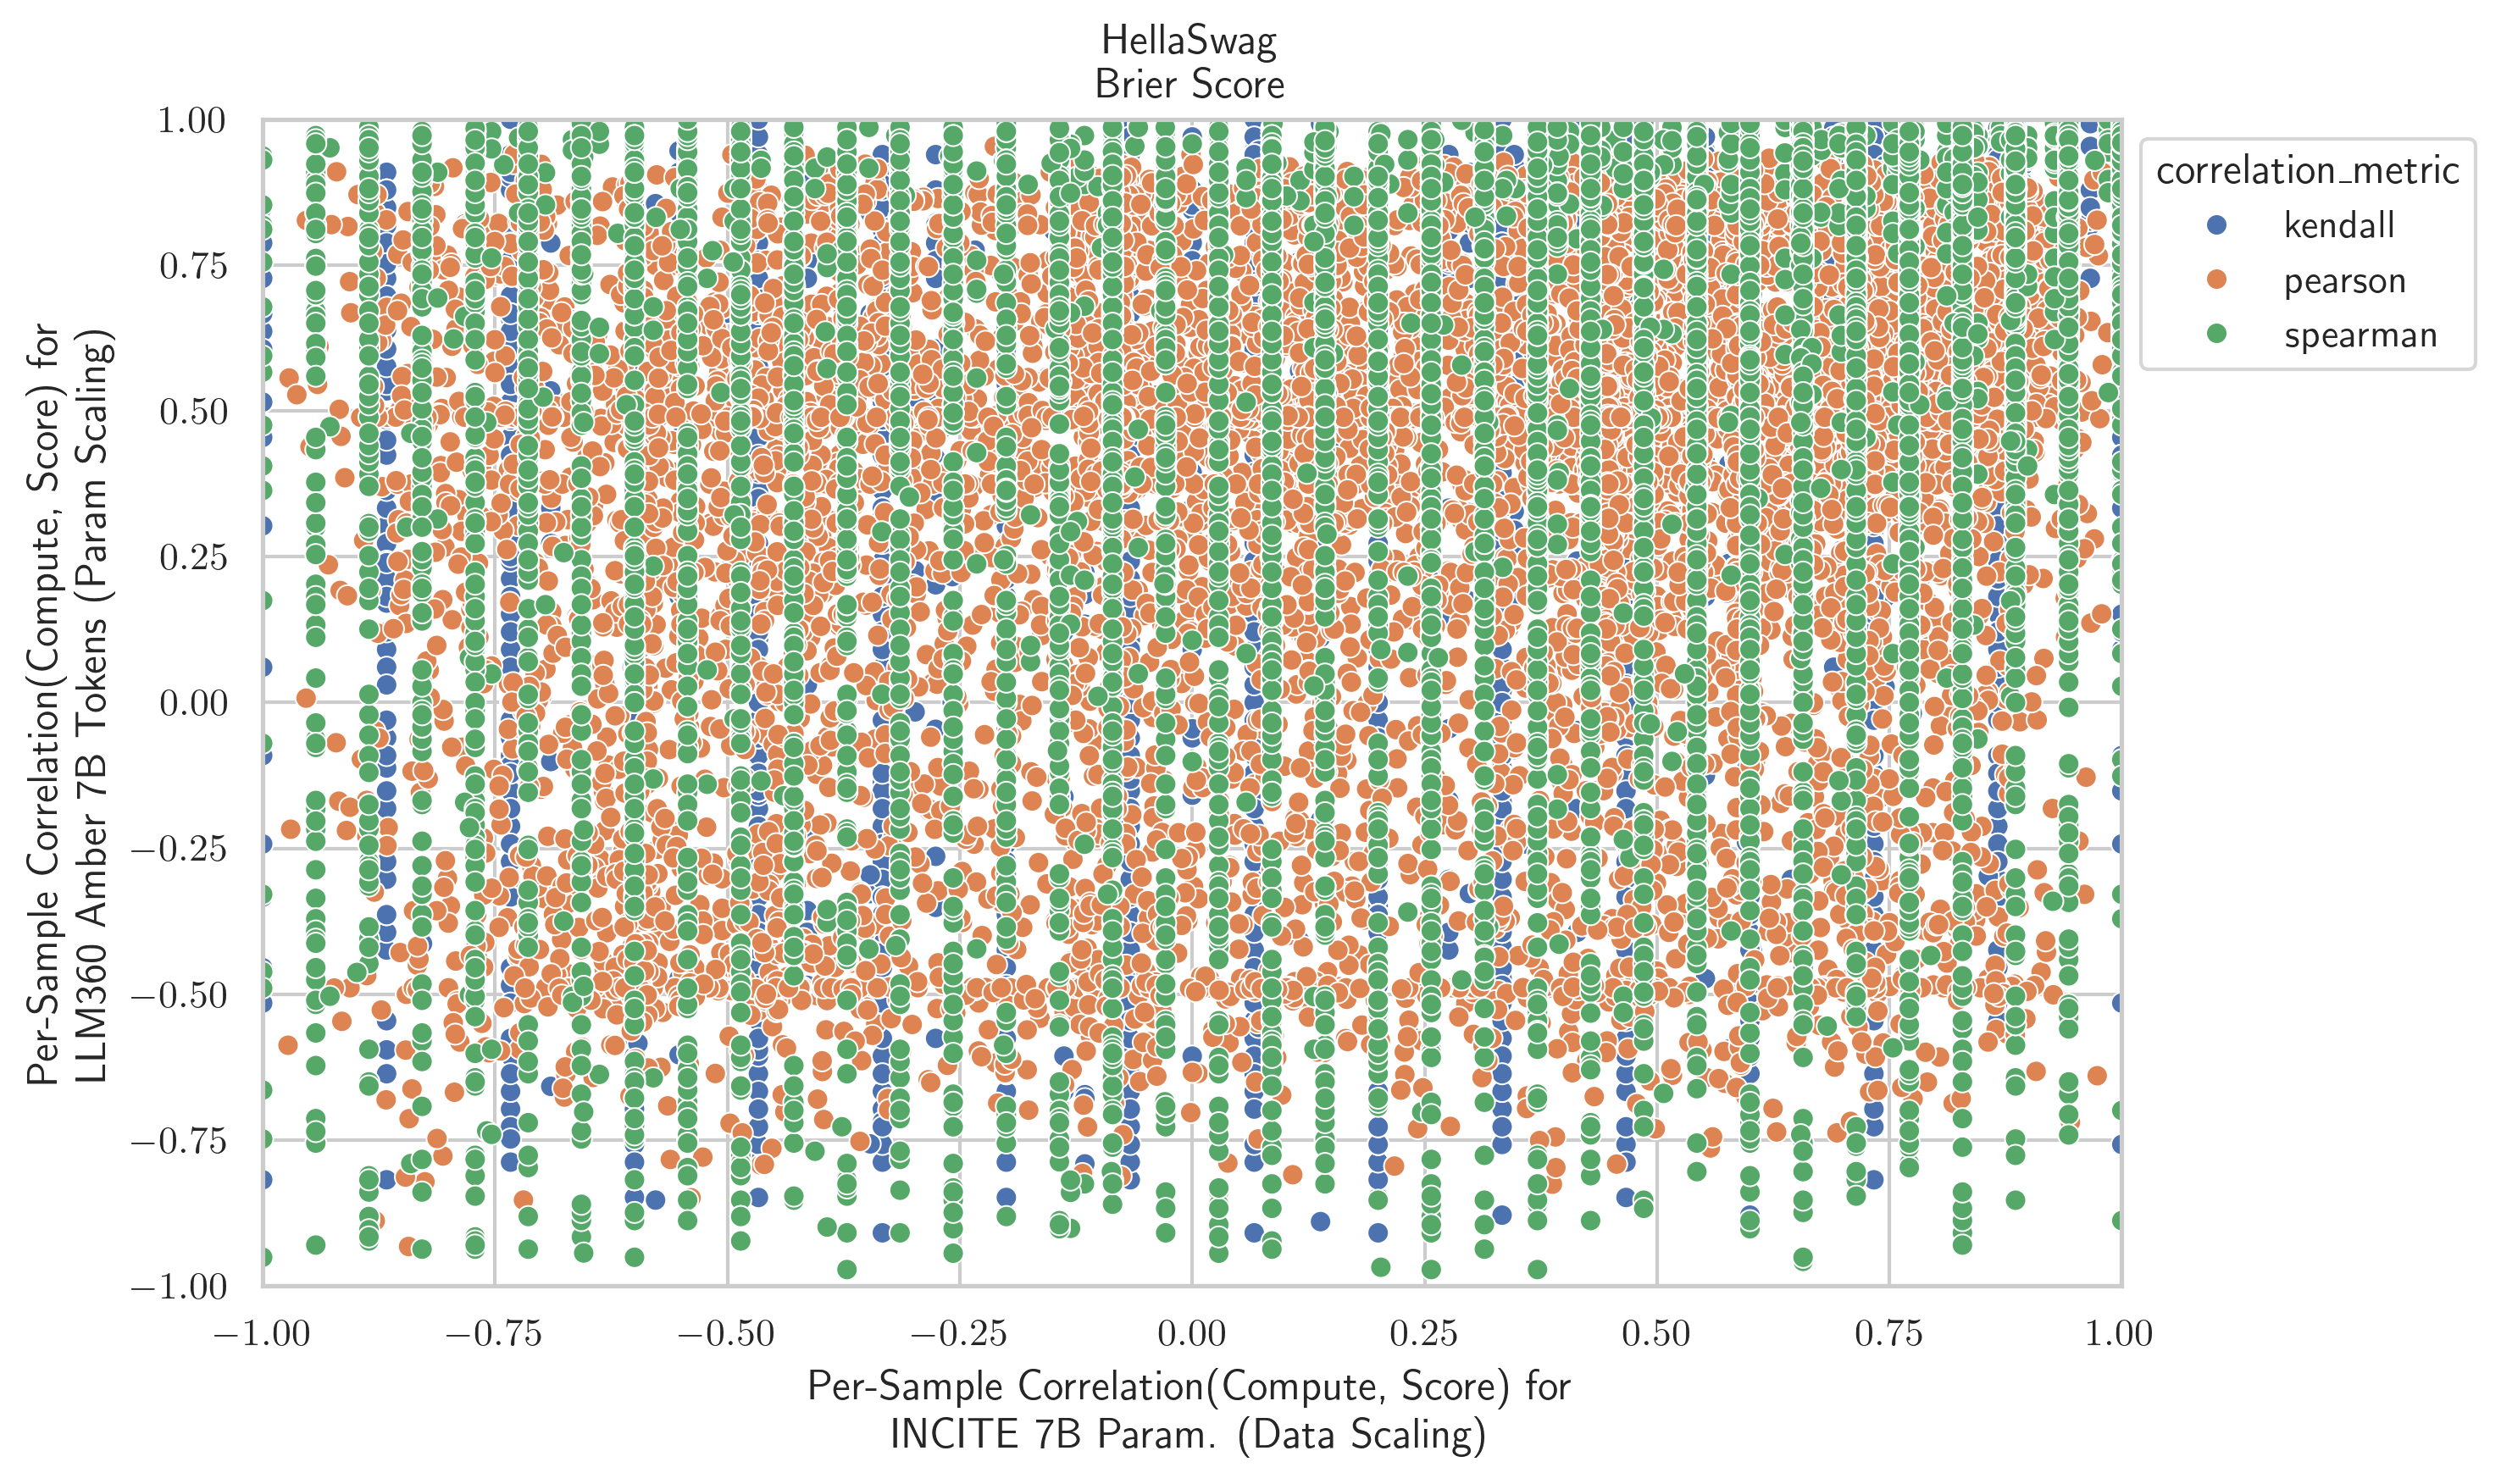 HellaSwag
Brier Score
Per-Sample Correlation(Compute, Score) for
LLM360 Amber 7B Tokens (Param Scaling)
1.00
0.75
0.50
0.25
0.00
−0.25
−0.50
−0.75
−1.00
−1.00 −0.75 −0.50 −0.25 0.00 0.25 0.50 0.75 1.00
Per-Sample Correlation(Compute, Score) for
INCITE 7B Param. (Data Scaling)
correlation_metric
kendall
pearson
spearman